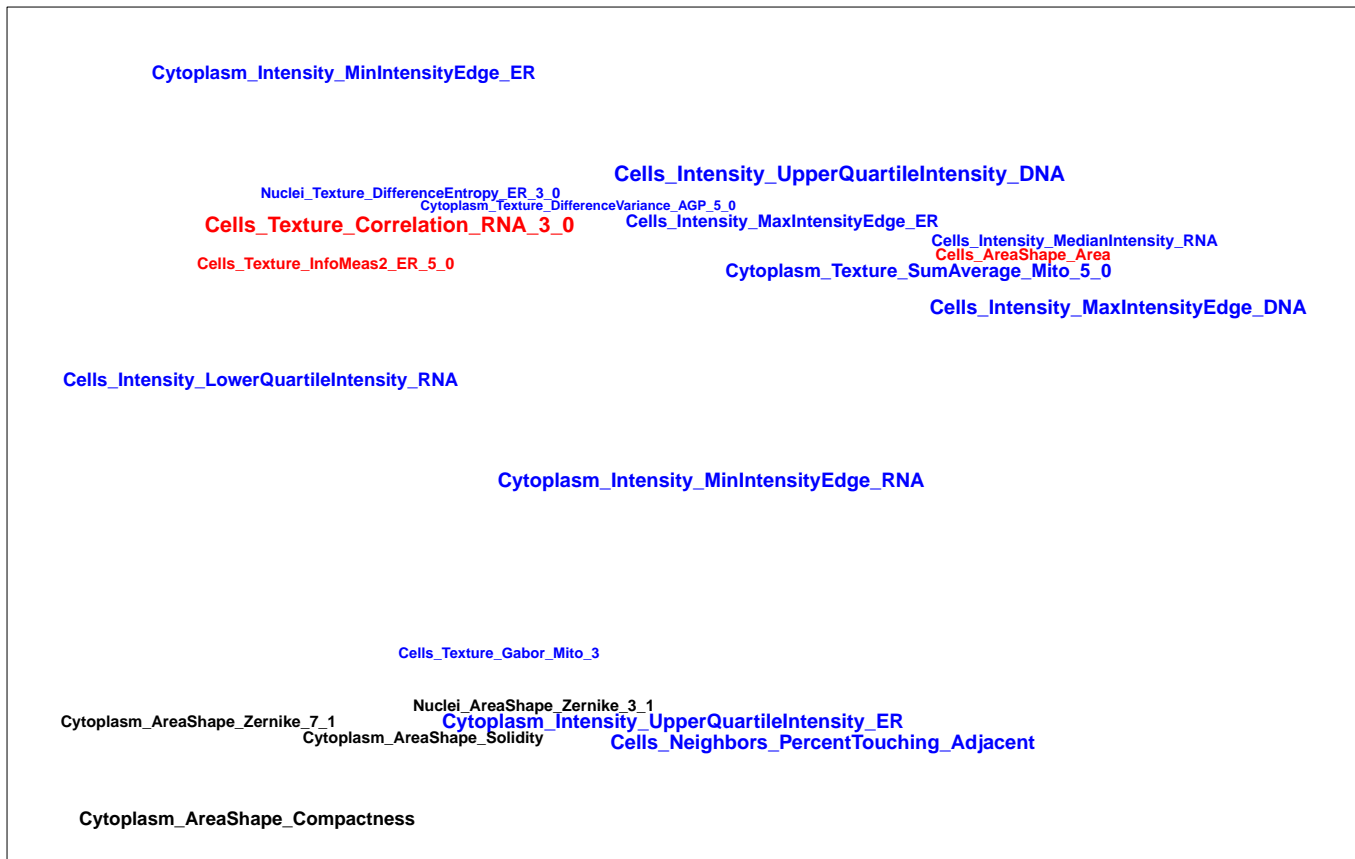 Cytoplasm_Intensity_MinIntensityEdge_ER
Cells_Intensity_UpperQuartileIntensity_DNA
Nuclei_Texture_DifferenceEntropy_ER_3_0
Cytoplasm_Texture_DifferenceVariance_AGP_5_0
Cells_Texture_Correlation_RNA_3_0
Cells_Intensity_MaxIntensityEdge_ER
Cells_Intensity_MedianIntensity_RNA
Cells_AreaShape_Area
Cells_Texture_InfoMeas2_ER_5_0
Cytoplasm_Texture_SumAverage_Mito_5_0
Cells_Intensity_MaxIntensityEdge_DNA
Cells_Intensity_LowerQuartileIntensity_RNA
Cytoplasm_Intensity_MinIntensityEdge_RNA
Cells_Texture_Gabor_Mito_3
Nuclei_AreaShape_Zernike_3_1
Cytoplasm_AreaShape_Zernike_7_1
Cytoplasm_Intensity_UpperQuartileIntensity_ER
Cytoplasm_AreaShape_Solidity
Cells_Neighbors_PercentTouching_Adjacent
Cytoplasm_AreaShape_Compactness